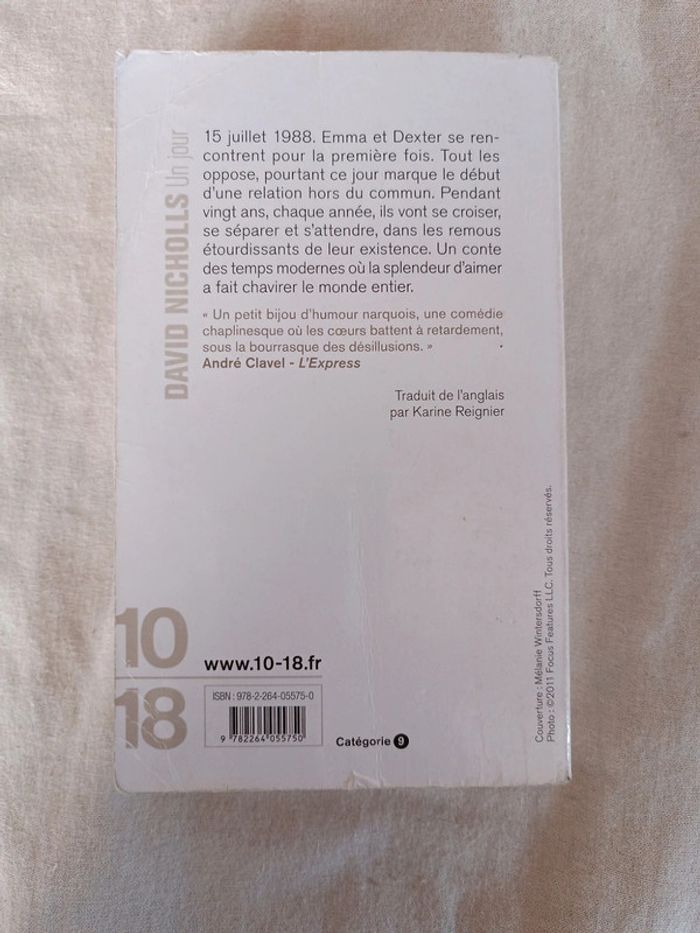 DAVID NICHOLLS Un jour
15 juillet 1988. Emma et Dexter se ren-
contrent pour la première fois. Tout les
oppose, pourtant ce jour marque le début
d'une relation hors du commun. Pendant
vingt ans, chaque année, ils vont se croiser,
se séparer et s'attendre, dans les remous
étourdissants de leur existence. Un conte
des temps modernes où la splendeur d'aimer
a fait chavirer le monde entier.
« Un petit bijou d'humour narquois, une comédie
chaplinesque où les cœurs battent à retardement,
sous la bourrasque des désillusions. »
André Clavel - L'Express
Traduit de l'anglais
par Karine Reignier
10
18
www.10-18.fr
ISBN : 978-2-264-05575-0
9 782264 055750
Catégorie 9
Couverture : Mélanie Wintersdorff
Photo : ©2011 Focus Features LLC. Tous droits réservés.